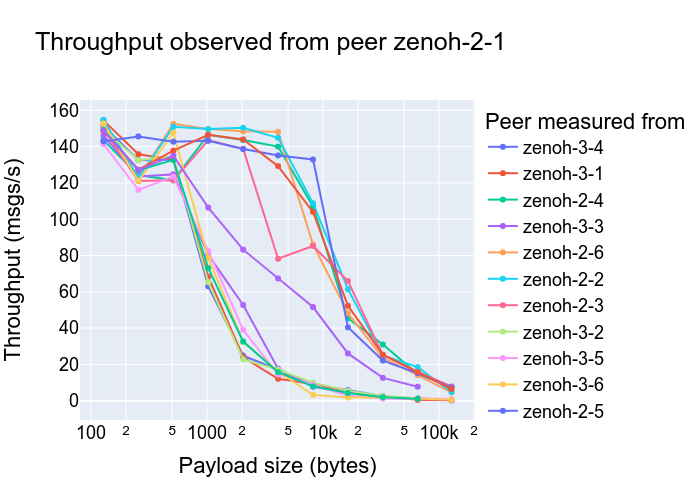 Throughput observed from peer zenoh-2-1
Throughput (msgs/s)
160
140
120
100
80
60
40
20
0
100 2 5 1000 2 5 10k 2 5 100k 2
Payload size (bytes)
Peer measured from
zenoh-3-4
zenoh-3-1
zenoh-2-4
zenoh-3-3
zenoh-2-6
zenoh-2-2
zenoh-2-3
zenoh-3-2
zenoh-3-5
zenoh-3-6
zenoh-2-5